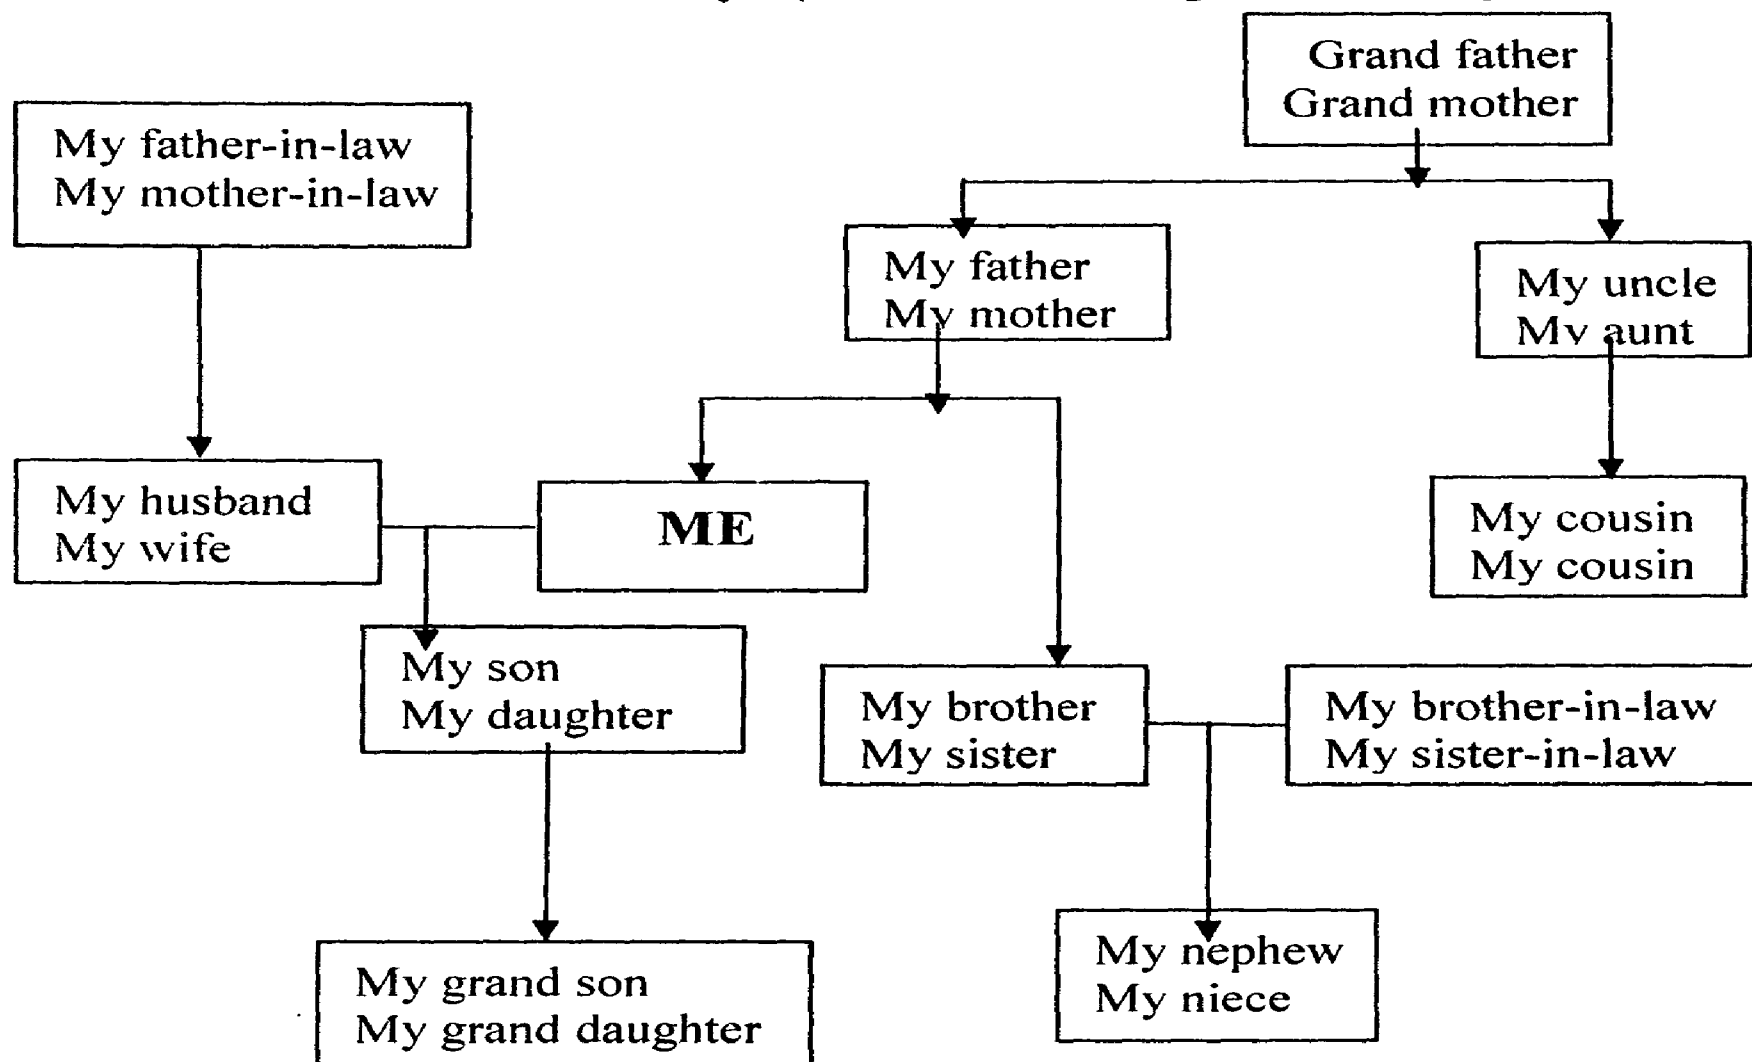 Grand father
Grand mother
My father-in-law
My mother-in-law
My father
My mother
My uncle
My aunt
My husband
My wife
ME
My cousin
My cousin
My son
My daughter
My brother
My sister
My brother-in-law
My sister-in-law
My grand son
My grand daughter
My nephew
My niece